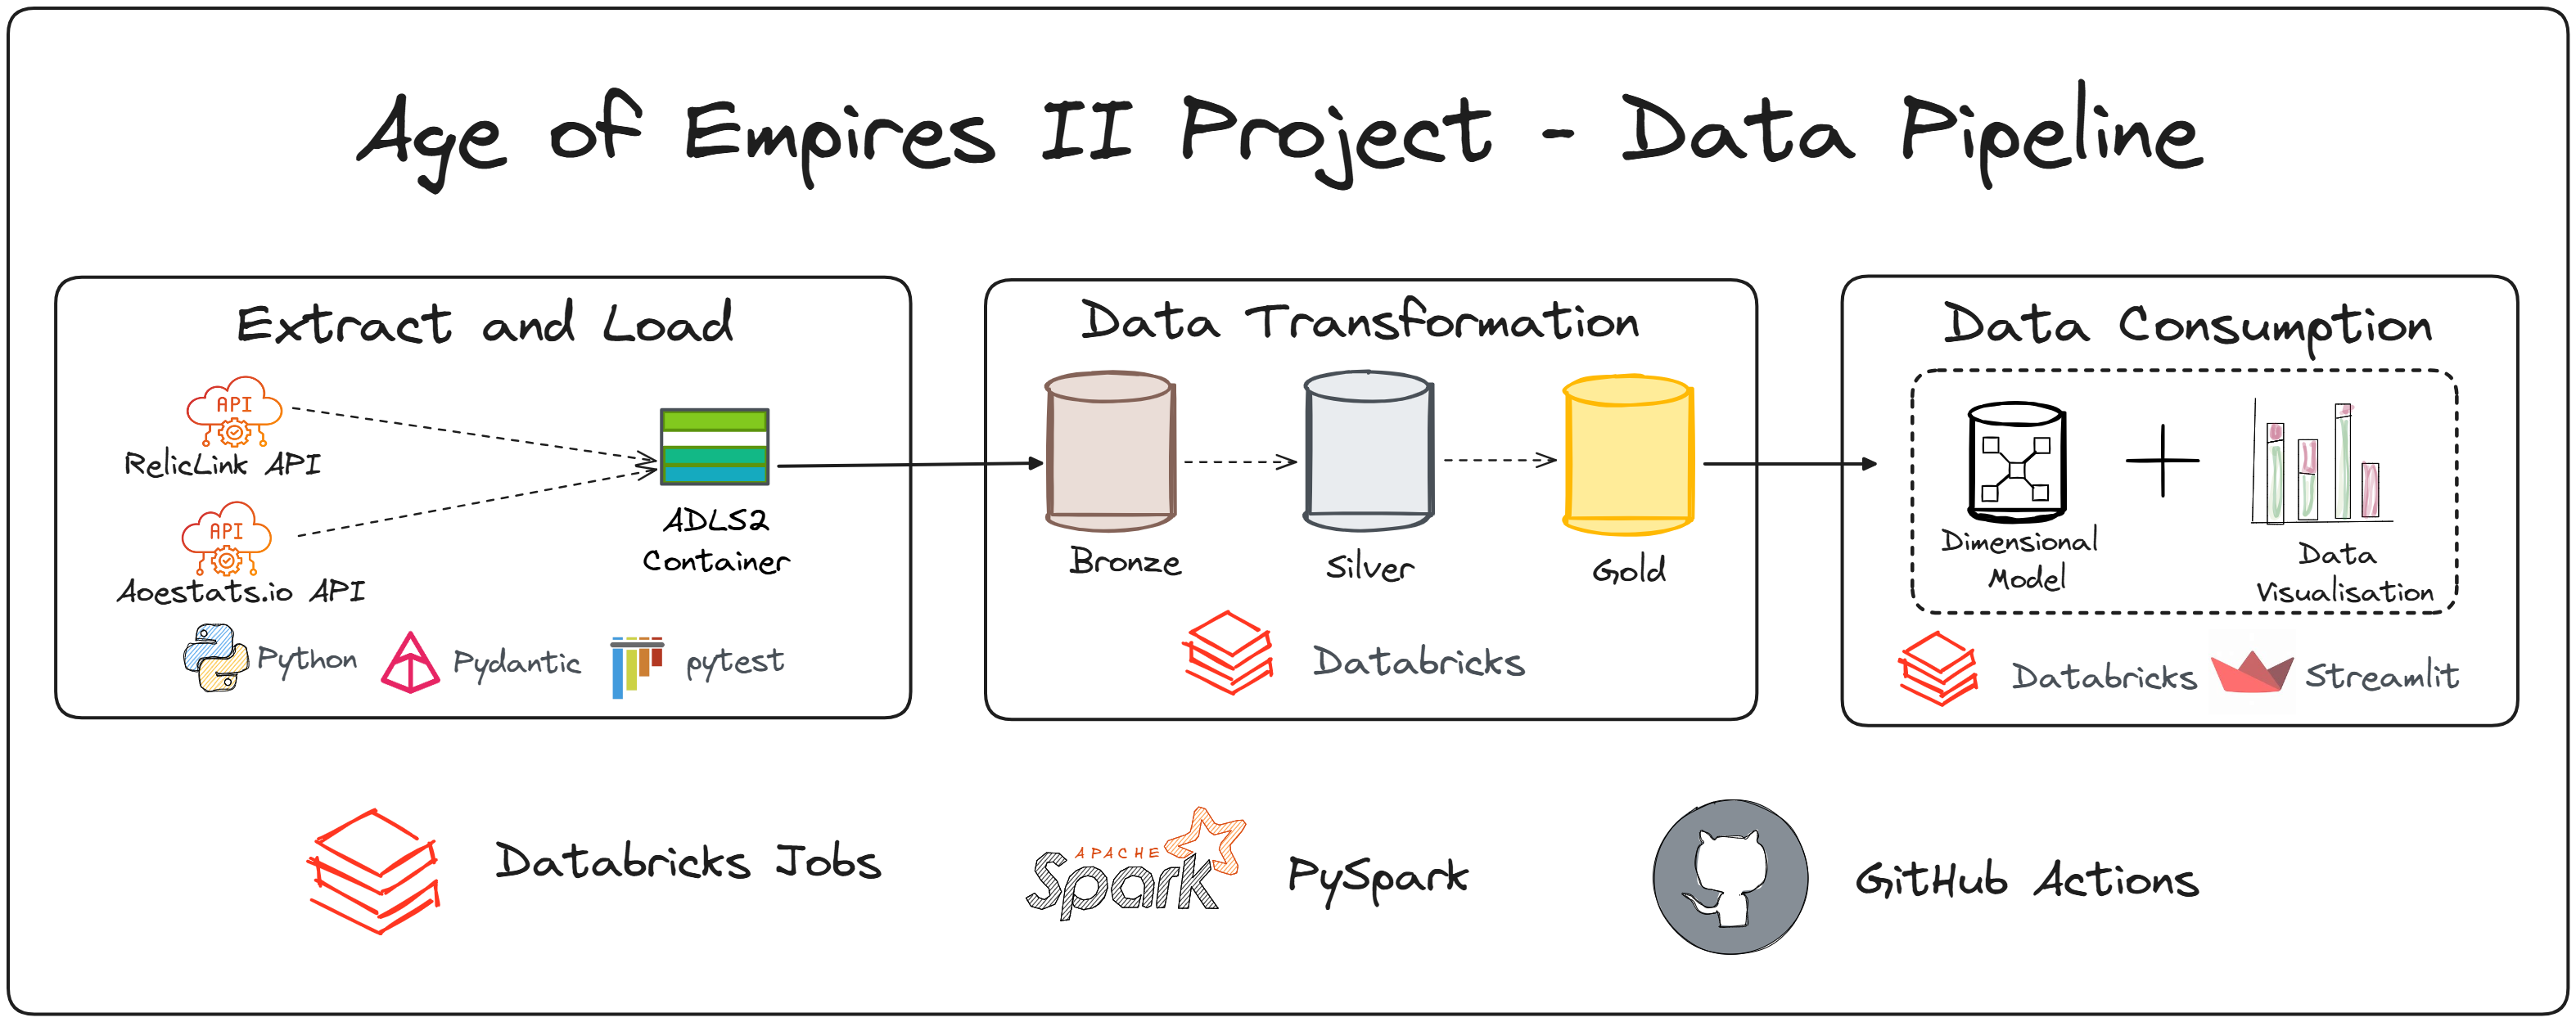 Age of Empires II Project - Data Pipeline
Extract and Load
API
RelicLink API
API
Aoestats.io API
ADLS2
Container
Python
Pydantic
pytest
Data Transformation
Bronze
Silver
Gold
Databricks
Data Consumption
Dimensional
Model
Data
Visualisation
Databricks
Streamlit
Databricks Jobs
APACHE
Spark
PySpark
GitHub Actions